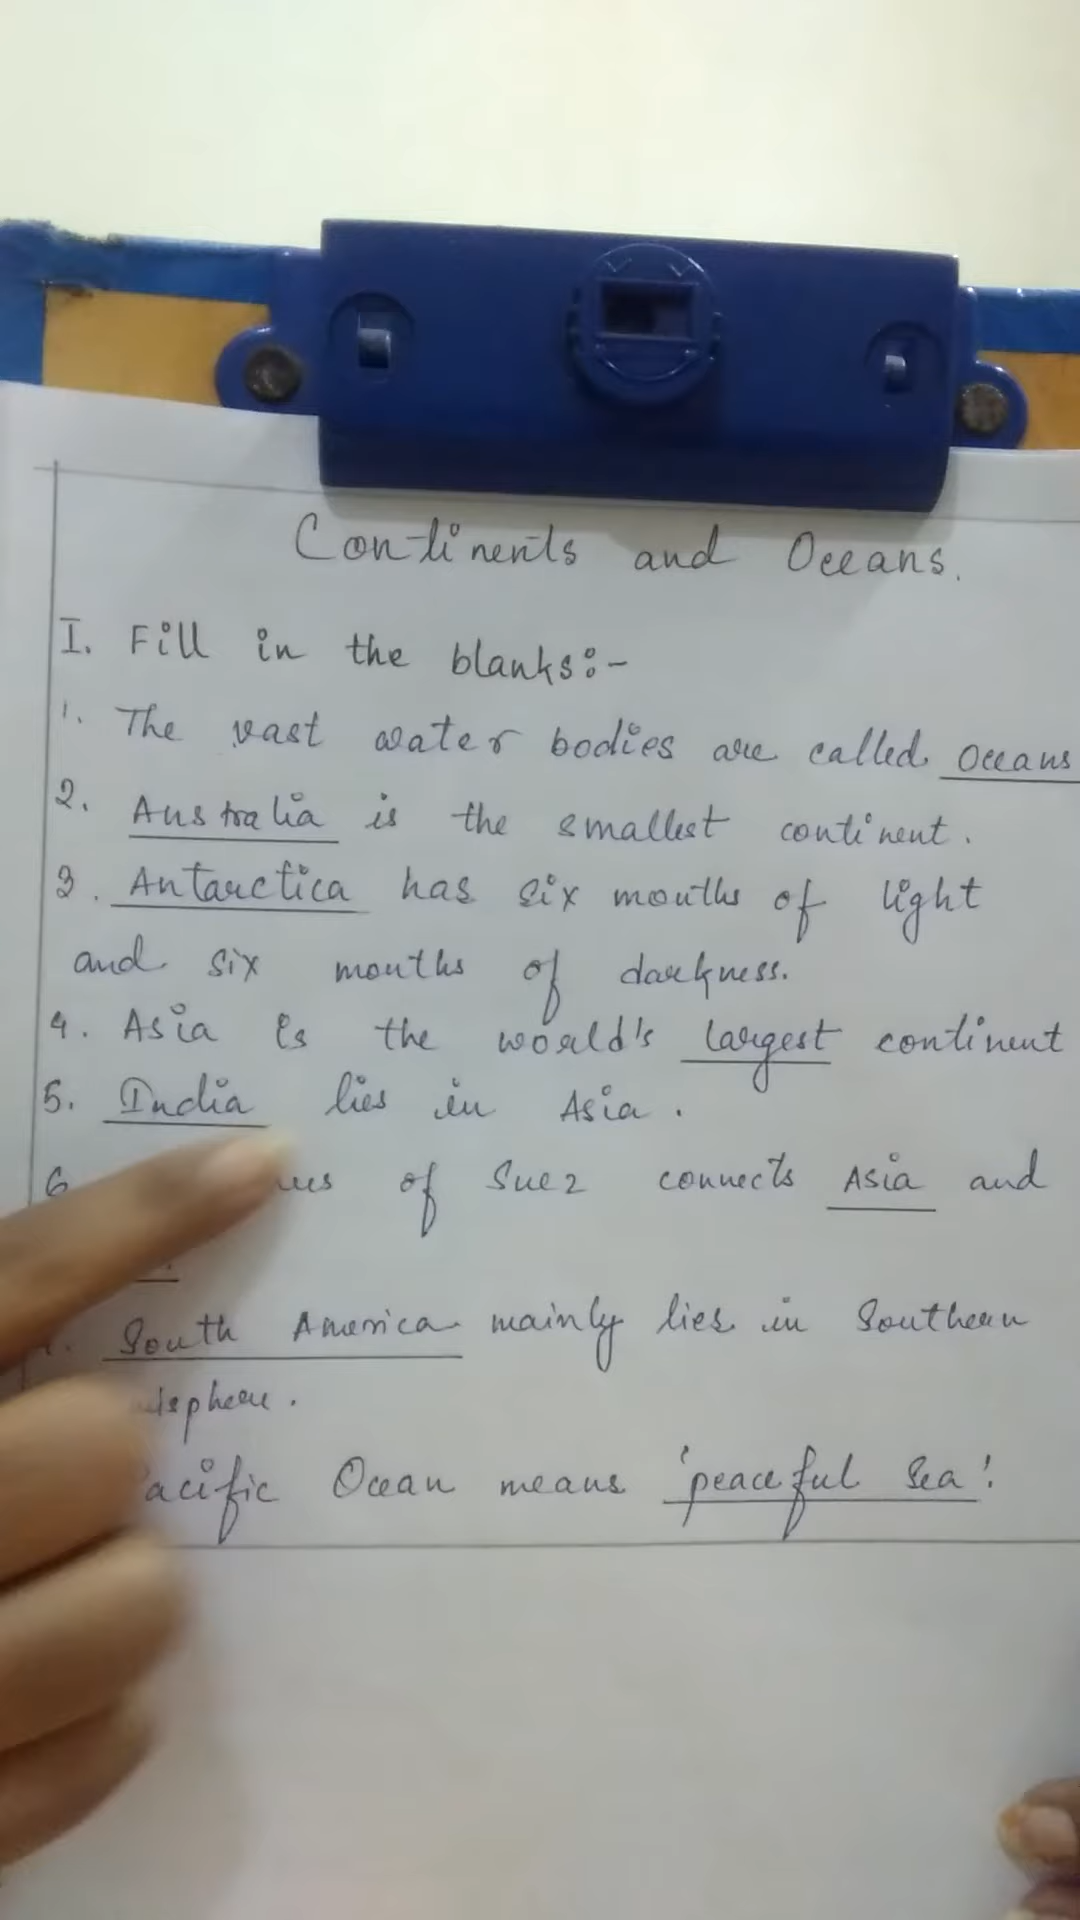 Continents and Oceans.
I. Fill in the blanks:-
1. The vast water bodies are called Oceans
2. Australia is the smallest continent.
3. Antarctica has six months of light
and six months of darkness.
4. Asia is the world's largest continent
5. India lies in Asia.
6 of Suez connects Asia and
South America mainly lies in Southern
Ocean means 'peaceful Sea'.